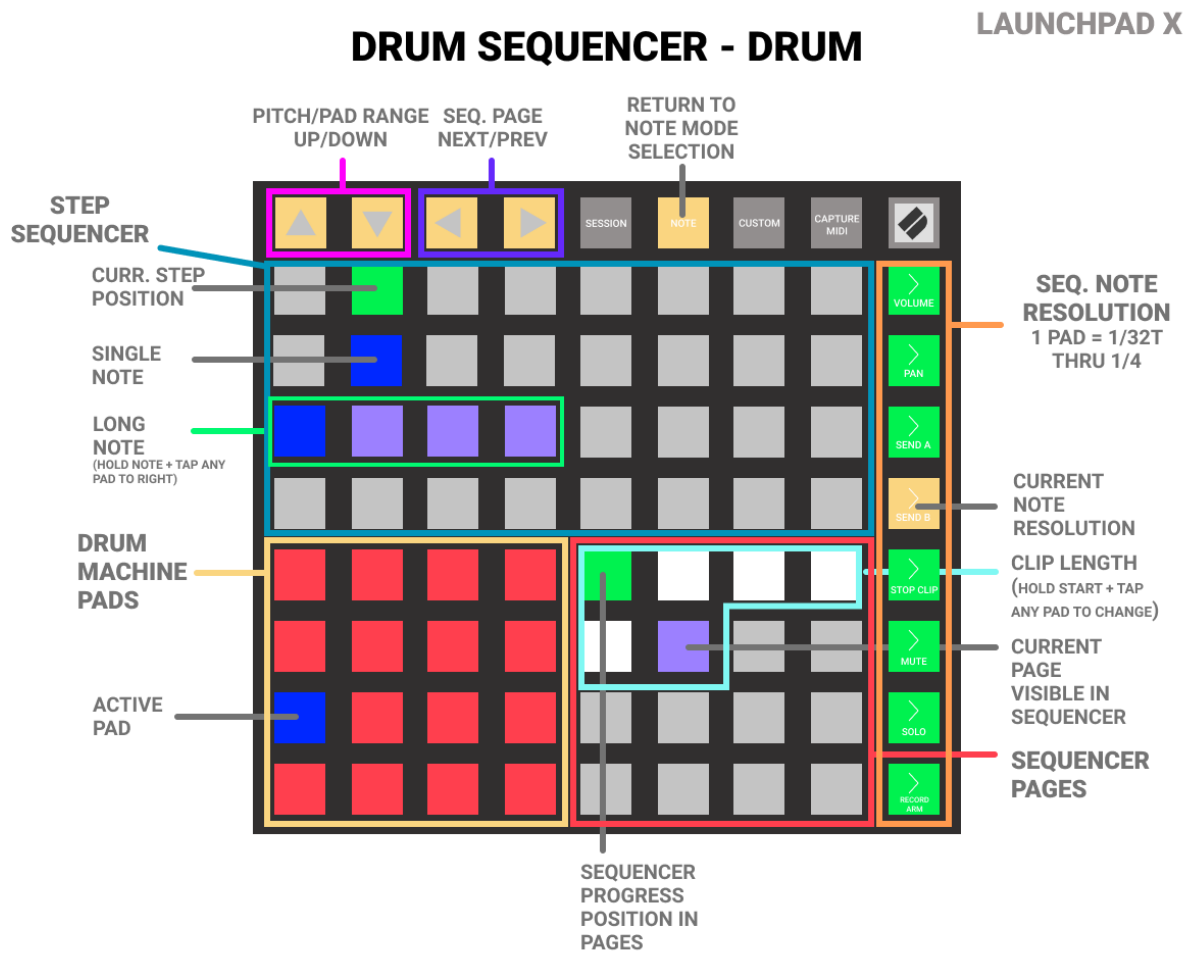 LAUNCHPAD X
DRUM SEQUENCER - DRUM
PITCH/PAD RANGE
UP/DOWN
SEQ. PAGE
NEXT/PREV
RETURN TO
NOTE MODE
SELECTION
STEP
SEQUENCER
SESSION
NOTE
CUSTOM
CAPTURE
MIDI
CURR. STEP
POSITION
VOLUME
SEQ. NOTE
RESOLUTION
1 PAD = 1/32T
THRU 1/4
SINGLE
NOTE
PAN
LONG
NOTE
(HOLD NOTE + TAP ANY
PAD TO RIGHT)
SEND A
SEND B
CURRENT
NOTE
RESOLUTION
DRUM
MACHINE
PADS
STOP CLIP
CLIP LENGTH
(HOLD START + TAP
ANY PAD TO CHANGE)
MUTE
CURRENT
PAGE
VISIBLE IN
SEQUENCER
ACTIVE
PAD
SOLO
SEQUENCER
PAGES
RECORD
ARM
SEQUENCER
PROGRESS
POSITION IN
PAGES